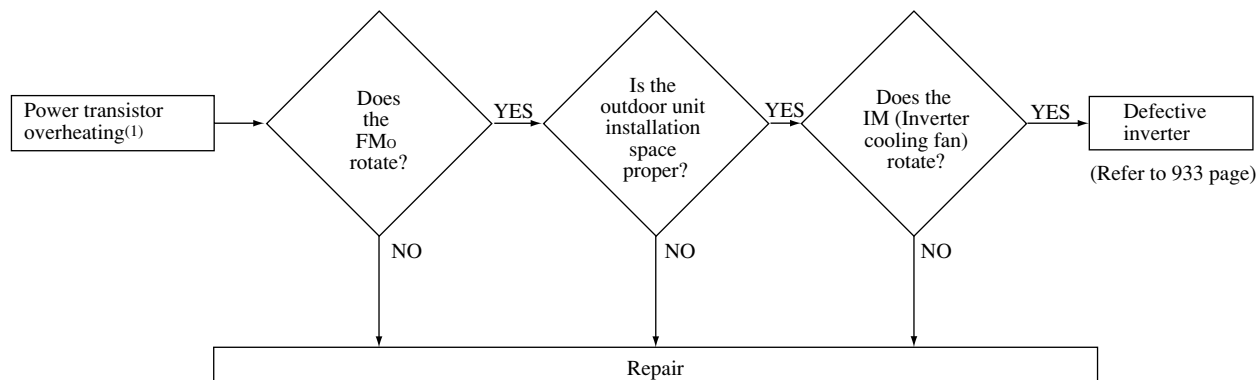 Power transistor
overheating(1)
Does
the
FMo
rotate?
YES
NO
Is the
outdoor unit
installation
space
proper?
YES
NO
Does the
IM (Inverter
cooling fan)
rotate?
YES
NO
Defective
inverter
(Refer to 933 page)
Repair